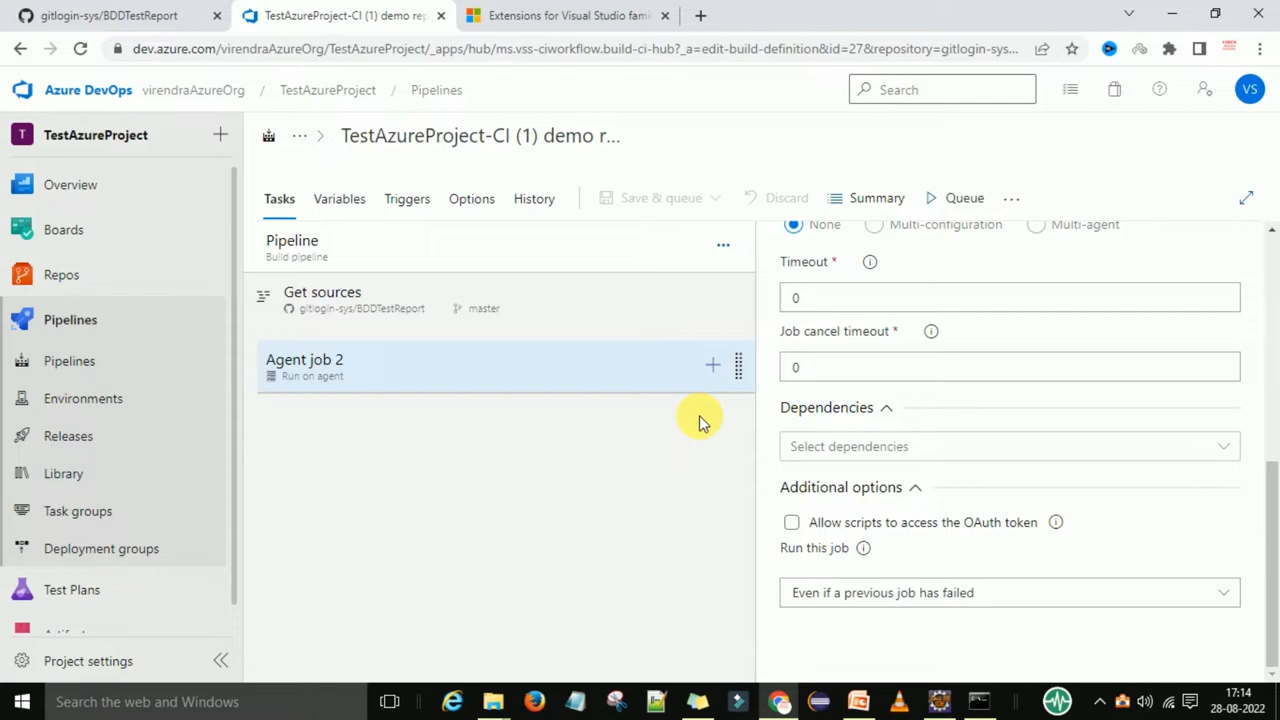 gitlogin-sys/BDDTestReport
TestAzureProject-CI (1) demo rep
Extensions for Visual Studio fami
dev.azure.com/virendraAzureOrg/TestAzureProject/_apps/hub/ms.vss-ciworkflow.build-ci-hub?_a=edit-build-definition&id=27&repository=gitlogin-sys...
Azure DevOps virendraAzureOrg / TestAzureProject / Pipelines
Search
VS
T TestAzureProject
TestAzureProject-CI (1) demo r...
Overview
Boards
Repos
Pipelines
Pipelines
Environments
Releases
Library
Task groups
Deployment groups
Test Plans
Project settings
Tasks Variables Triggers Options History Save & queue Discard Summary Queue ...
Pipeline
Build pipeline
Get sources
gitlogin-sys/BDDTestReport master
Agent job 2
Run on agent
None Multi-configuration Multi-agent
Timeout *
0
Job cancel timeout *
0
Dependencies
Select dependencies
Additional options
Allow scripts to access the OAuth token
Run this job
Even if a previous job has failed
Search the web and Windows
17:14
28-08-2022